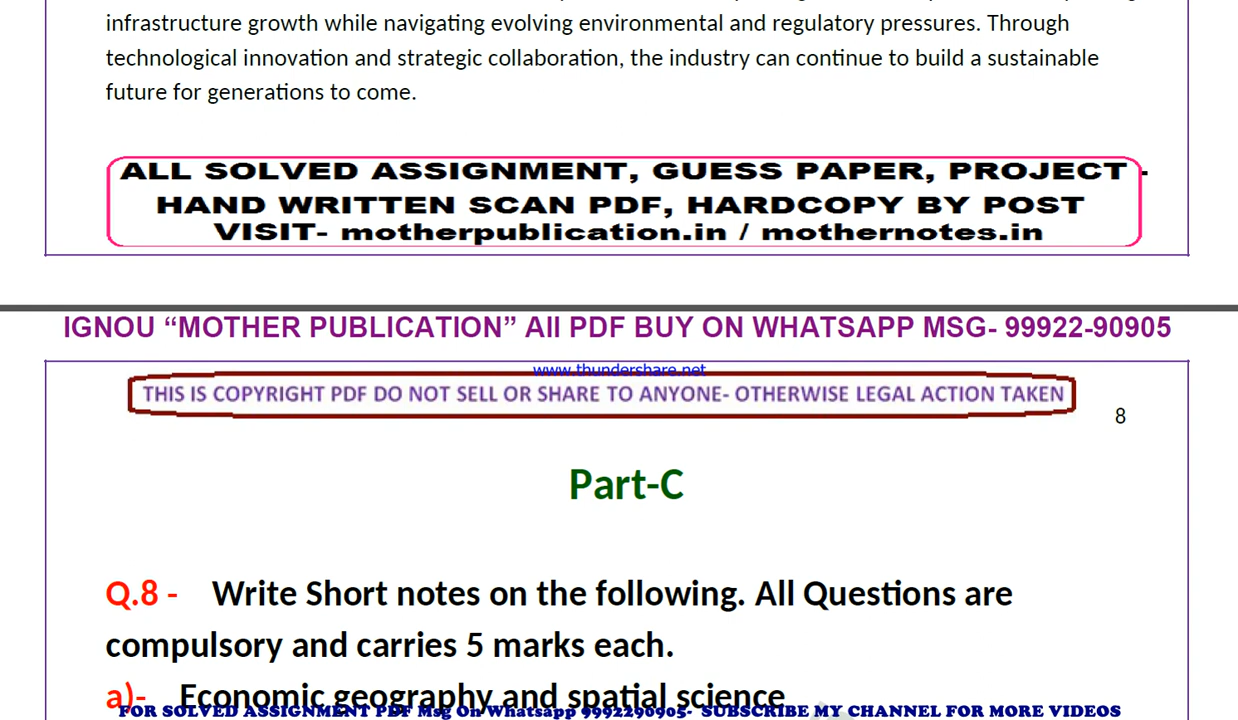 infrastructure growth while navigating evolving environmental and regulatory pressures. Through
technological innovation and strategic collaboration, the industry can continue to build a sustainable
future for generations to come.
ALL SOLVED ASSIGNMENT, GUESS PAPER, PROJECT -
HAND WRITTEN SCAN PDF, HARDCOPY BY POST
VISIT- motherpublication.in / mothernotes.in
IGNOU “MOTHER PUBLICATION” All PDF BUY ON WHATSAPP MSG- 99922-90905
www.thundershare.net
THIS IS COPYRIGHT PDF DO NOT SELL OR SHARE TO ANYONE- OTHERWISE LEGAL ACTION TAKEN
8
Part-C
Q.8 - Write Short notes on the following. All Questions are
compulsory and carries 5 marks each.
a)- Economic geography and spatial science
FOR SOLVED ASSIGNMENT PDF Msg On Whatsapp 9992290905- SUBSCRIBE MY CHANNEL FOR MORE VIDEOS